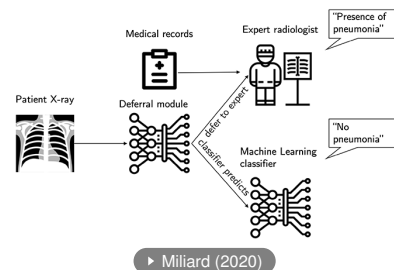 Medical records
Expert radiologist
"Presence of
pneumonia"
Patient X-ray
Deferral module
defer to expert
classifier predicts
Machine Learning
classifier
"No
pneumonia"
Miliard (2020)